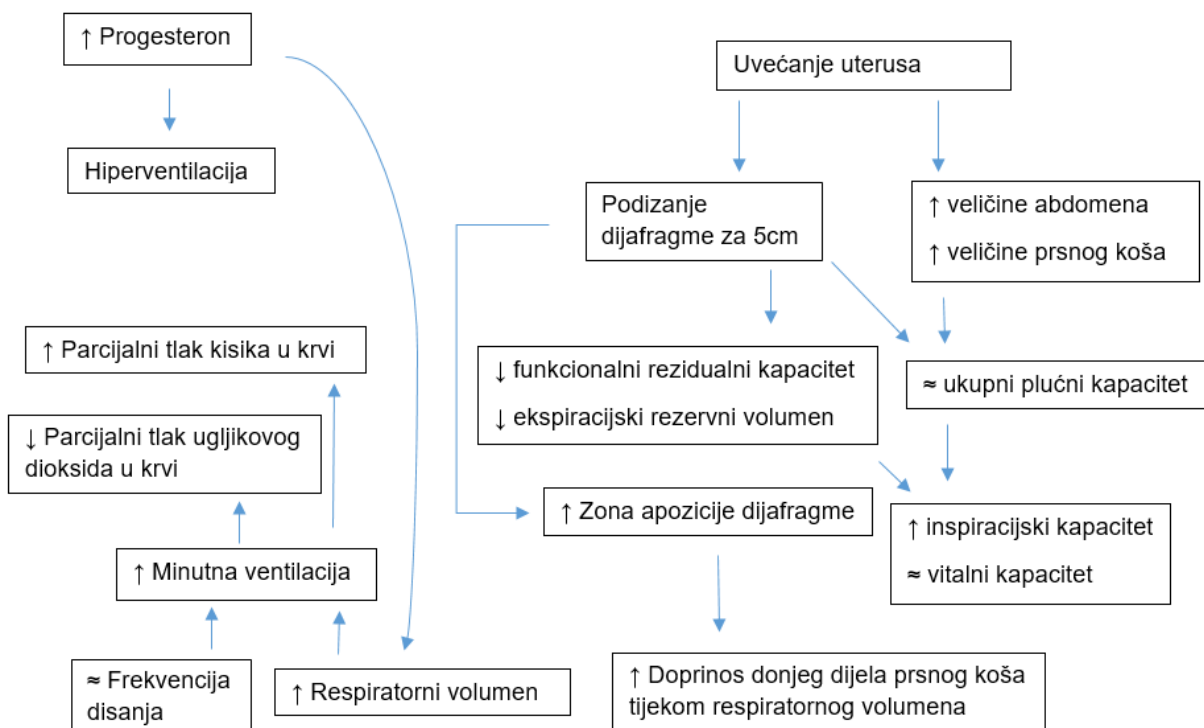 ↑ Progesteron
Hiperventilacija
↑ Parcijalni tlak kisika u krvi
↓ Parcijalni tlak ugljikovog
dioksida u krvi
↑ Minutna ventilacija
≈ Frekvencija
disanja
↑ Respiratorni volumen
Uvećanje uterusa
Podizanje
dijafragme za 5cm
↑ veličine abdomena
↑ veličine prsnog koša
↓ funkcionalni rezidualni kapacitet
↓ ekspiracijski rezervni volumen
≈ ukupni plućni kapacitet
↑ Zona apozicije dijafragme
↑ inspiracijski kapacitet
≈ vitalni kapacitet
↑ Doprinos donjeg dijela prsnog koša
tijekom respiratornog volumena